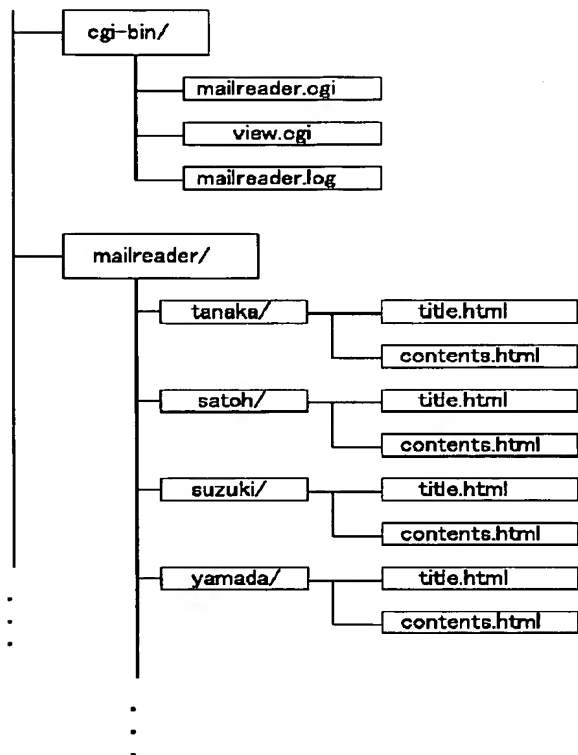 cgi-bin/
mailreader.cgi
view.cgi
mailreader.log
mailreader/
tanaka/ title.html
contents.html
satoh/ title.html
contents.html
suzuki/ title.html
contents.html
yamada/ title.html
contents.html